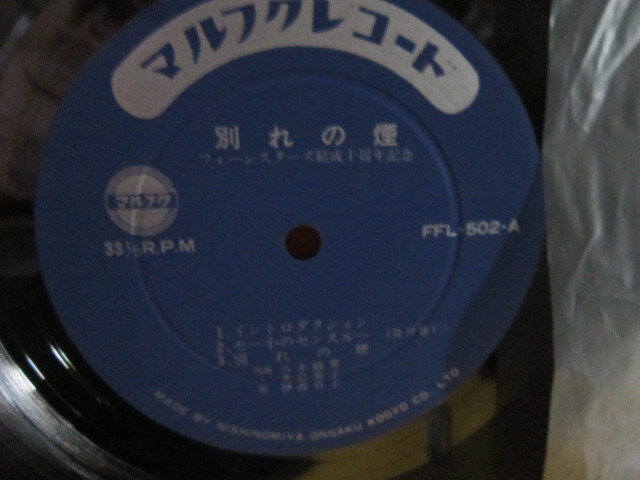 マルフクレコード
別れの煙
フォーシスターズ結成十周年記念
マルフク
33⅓R.P.M
FFL-502-A
1. イントロダクション
2. セー小のセンスルー
3. 別れの煙
MADE BY NISHINOMIYA ONGAKU KOGYO CO. LTD